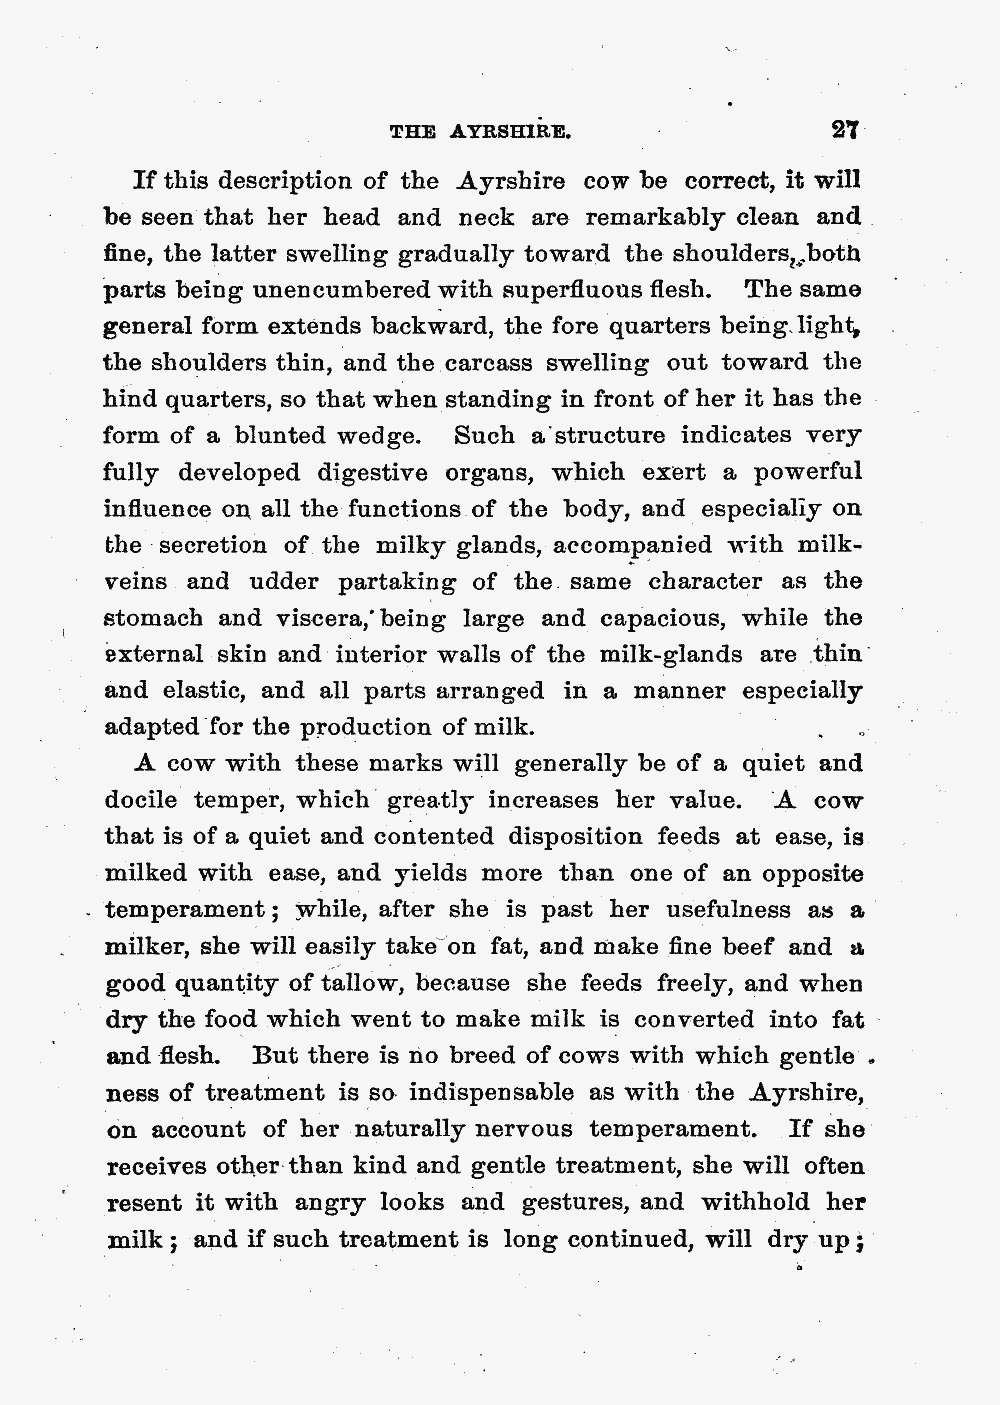 THE AYRSHIRE. 27
If this description of the Ayrshire cow be correct, it will
be seen that her head and neck are remarkably clean and
fine, the latter swelling gradually toward the shoulders, both
parts being unencumbered with superfluous flesh. The same
general form extends backward, the fore quarters being light,
the shoulders thin, and the carcass swelling out toward the
hind quarters, so that when standing in front of her it has the
form of a blunted wedge. Such a structure indicates very
fully developed digestive organs, which exert a powerful
influence on all the functions of the body, and especially on
the secretion of the milky glands, accompanied with milk-
veins and udder partaking of the same character as the
stomach and viscera, being large and capacious, while the
external skin and interior walls of the milk-glands are thin
and elastic, and all parts arranged in a manner especially
adapted for the production of milk.
A cow with these marks will generally be of a quiet and
docile temper, which greatly increases her value. A cow
that is of a quiet and contented disposition feeds at ease, is
milked with ease, and yields more than one of an opposite
temperament; while, after she is past her usefulness as a
milker, she will easily take on fat, and make fine beef and a
good quantity of tallow, because she feeds freely, and when
dry the food which went to make milk is converted into fat
and flesh. But there is no breed of cows with which gentle
ness of treatment is so indispensable as with the Ayrshire,
on account of her naturally nervous temperament. If she
receives other than kind and gentle treatment, she will often
resent it with angry looks and gestures, and withhold her
milk; and if such treatment is long continued, will dry up;